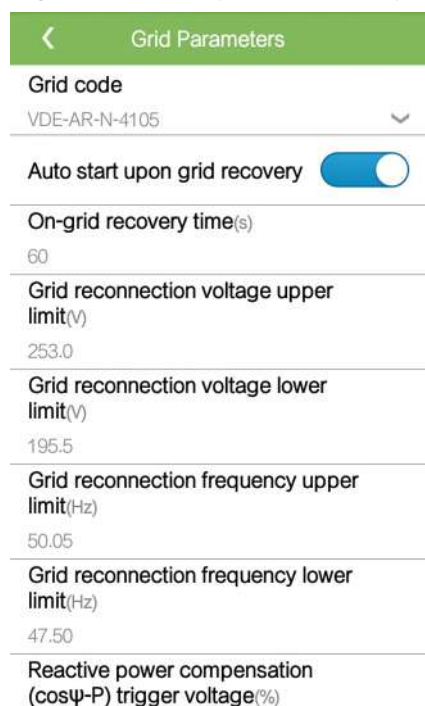 Grid Parameters
Grid code
VDE-AR-N-4105
Auto start upon grid recovery
On-grid recovery time(s)
60
Grid reconnection voltage upper
limit(V)
253.0
Grid reconnection voltage lower
limit(V)
195.5
Grid reconnection frequency upper
limit(Hz)
50.05
Grid reconnection frequency lower
limit(Hz)
47.50
Reactive power compensation
(cosψ-P) trigger voltage(%)